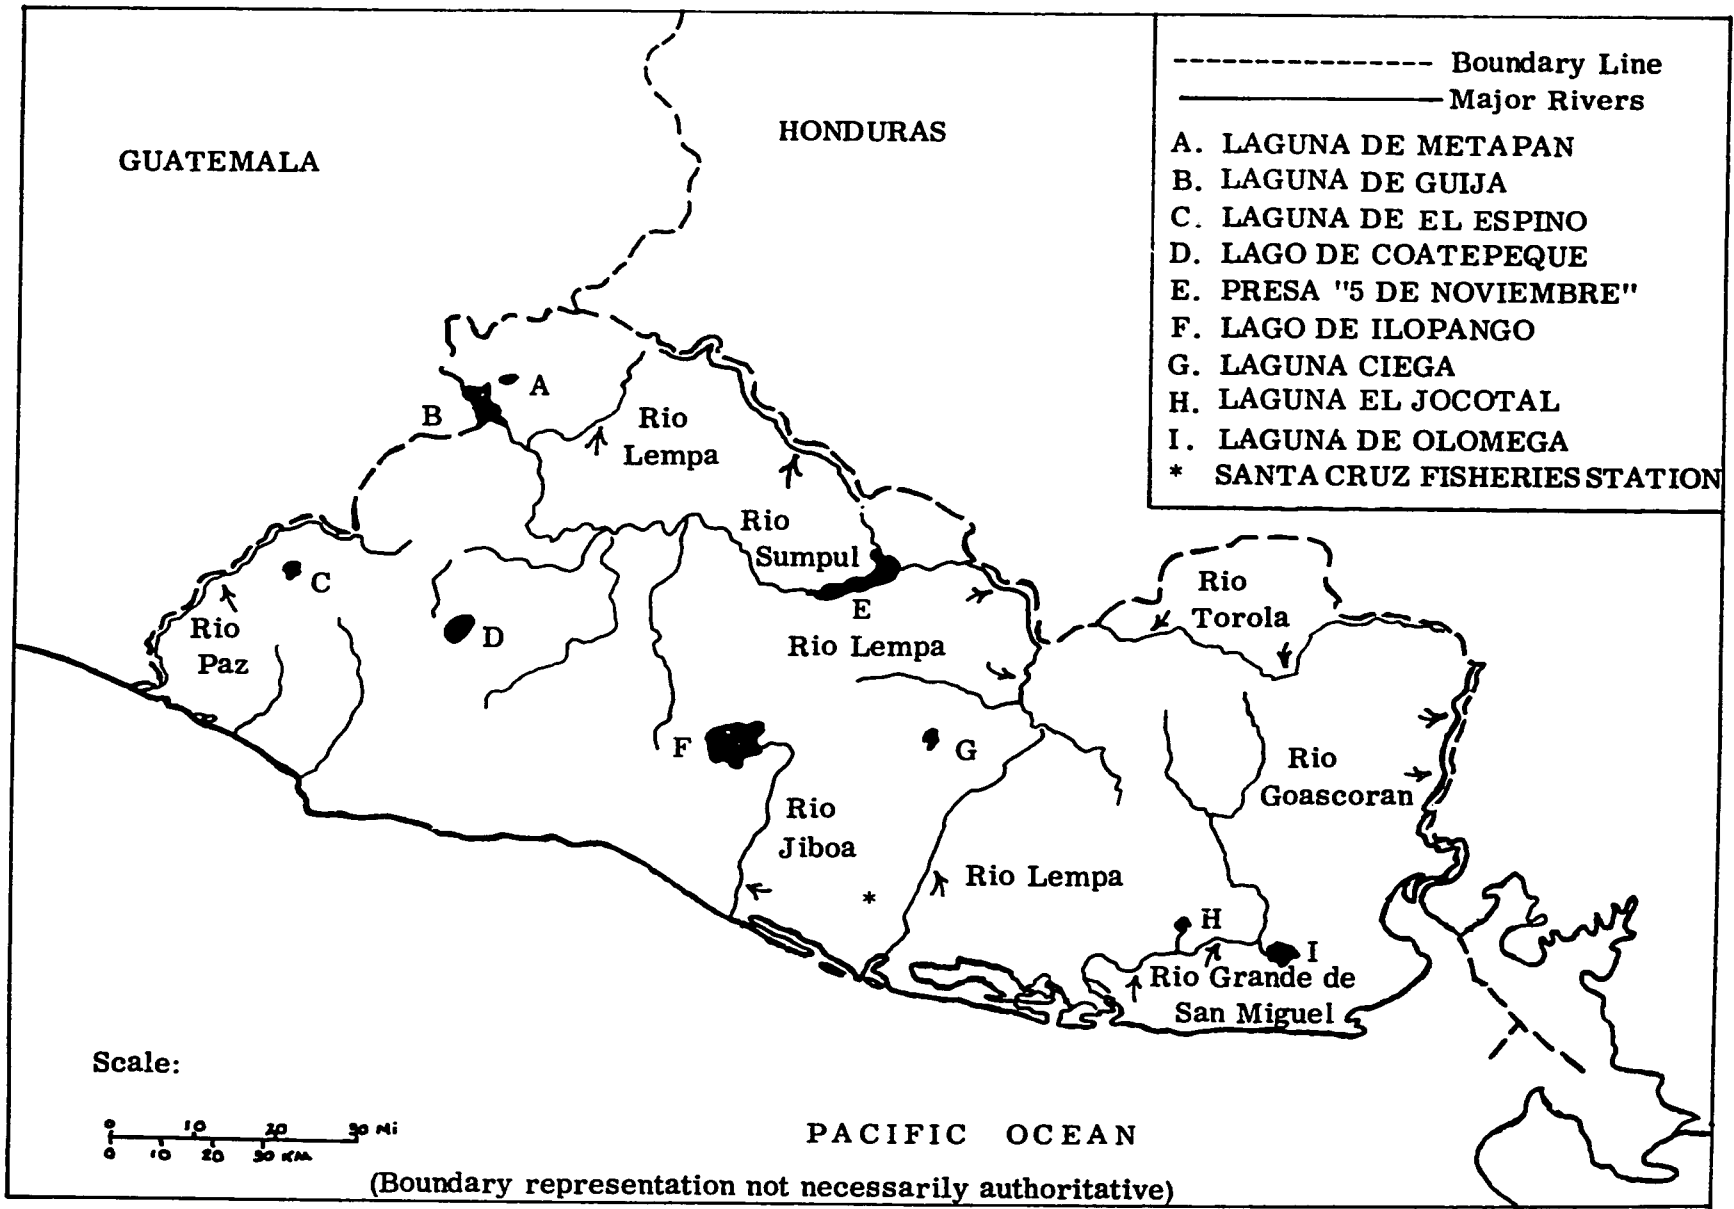 GUATEMALA
HONDURAS
Boundary Line
Major Rivers
A. LAGUNA DE METAPAN
B. LAGUNA DE GUIJA
C. LAGUNA DE EL ESPINO
D. LAGO DE COATEPEQUE
E. PRESA "5 DE NOVIEMBRE"
F. LAGO DE ILOPANGO
G. LAGUNA CIEGA
H. LAGUNA EL JOCOTAL
I. LAGUNA DE OLOMEGA
* SANTA CRUZ FISHERIES STATION
A
B
Rio
Lempa
Rio
Sumpul
C
Rio
Paz
D
E
Rio Lempa
Rio
Torola
F
G
Rio
Goascoran
Rio
Jiboa
*
Rio Lempa
H
I
Rio Grande de
San Miguel
Scale:
0 10 20 30 Mi
0 10 20 30 KM
PACIFIC OCEAN
(Boundary representation not necessarily authoritative)